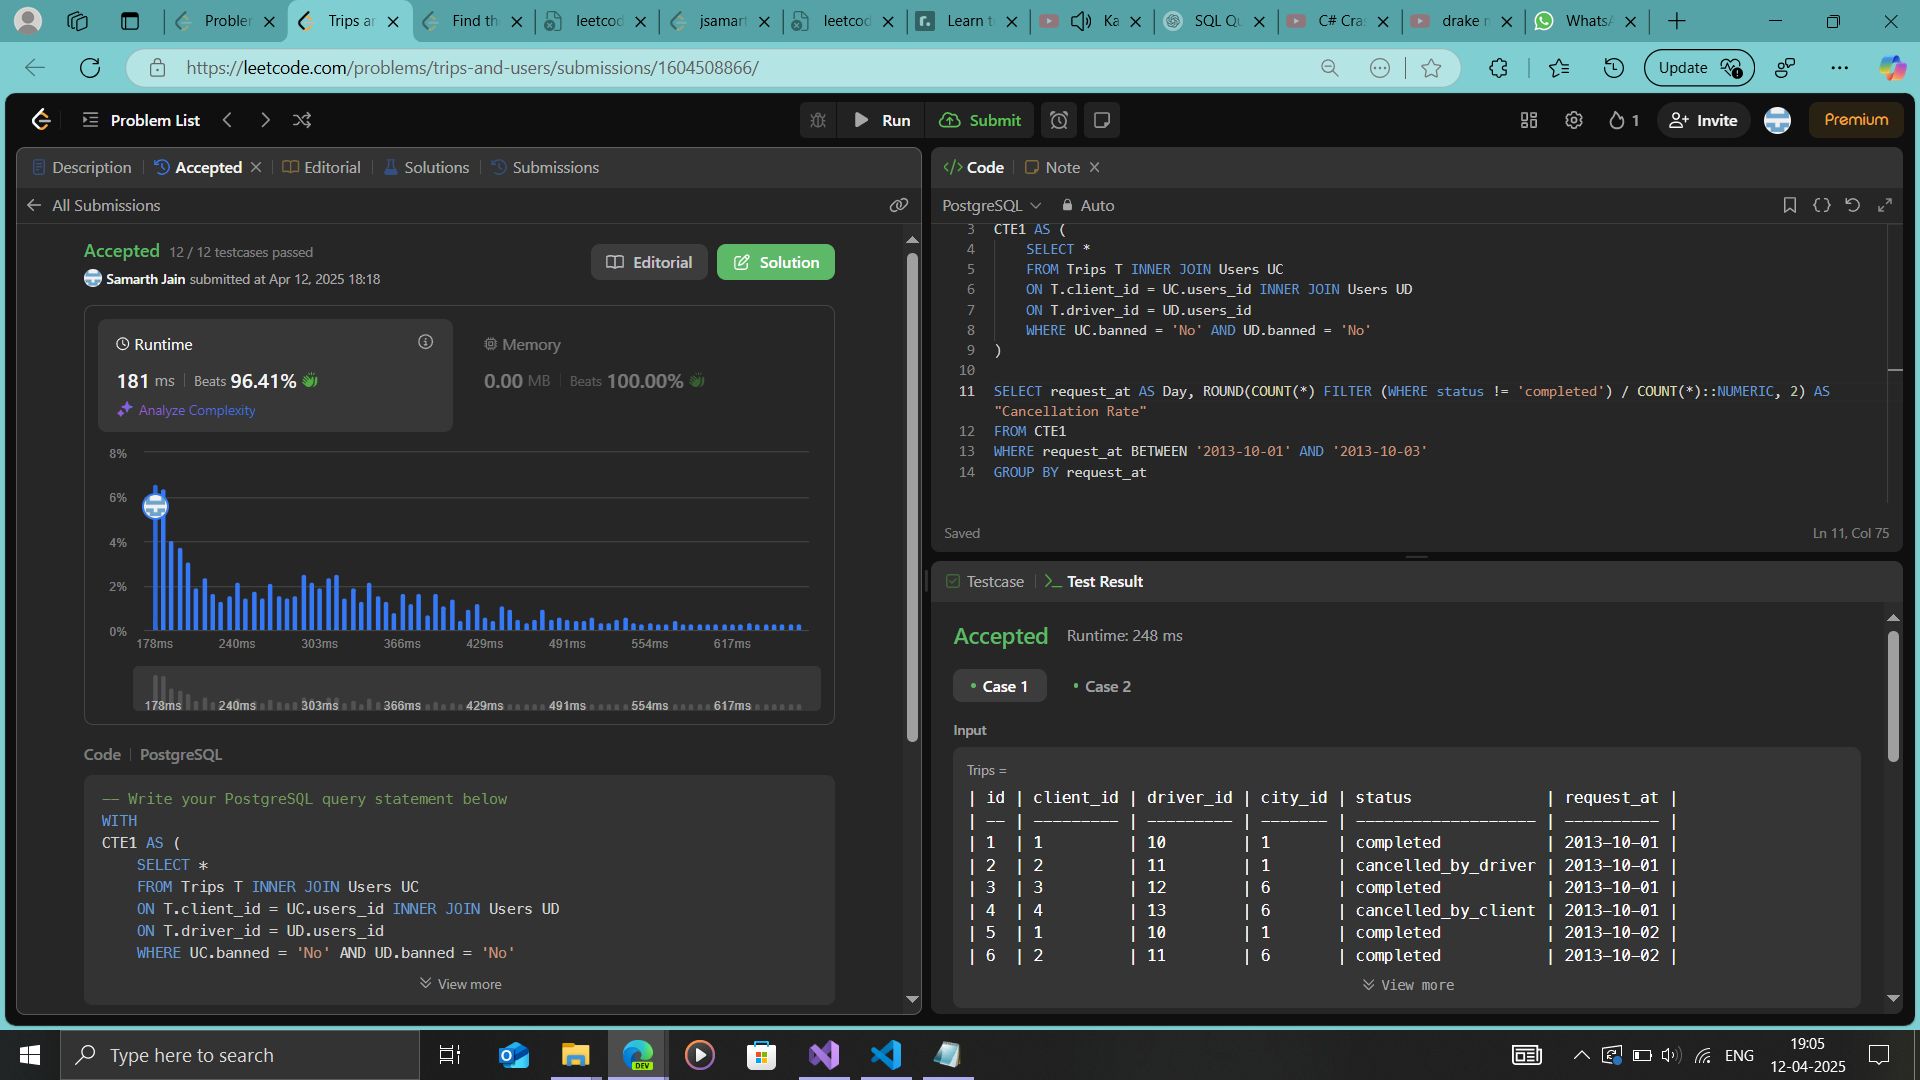 Problem
Trips ar
Find the
leetcod
jsamart
leetcod
Learn t
Ka
SQL Qu
C# Cra
drake n
WhatsA
https://leetcode.com/problems/trips-and-users/submissions/1604508866/
Update
Problem List
Run
Submit
1
Invite
Premium
Description
Accepted
Editorial
Solutions
Submissions
All Submissions
Accepted 12 / 12 testcases passed
Samarth Jain submitted at Apr 12, 2025 18:18
Editorial
Solution
Runtime
181 ms | Beats 96.41%
Analyze Complexity
Memory
0.00 MB | Beats 100.00%
8%
6%
4%
2%
0%
178ms 240ms 303ms 366ms 429ms 491ms 554ms 617ms
178ms 240ms 303ms 366ms 429ms 491ms 554ms 617ms
Code | PostgreSQL
-- Write your PostgreSQL query statement below
WITH
CTE1 AS (
SELECT *
FROM Trips T INNER JOIN Users UC
ON T.client_id = UC.users_id INNER JOIN Users UD
ON T.driver_id = UD.users_id
WHERE UC.banned = 'No' AND UD.banned = 'No'
View more
</> Code
Note
PostgreSQL
Auto
3 CTE1 AS (
4 SELECT *
5 FROM Trips T INNER JOIN Users UC
6 ON T.client_id = UC.users_id INNER JOIN Users UD
7 ON T.driver_id = UD.users_id
8 WHERE UC.banned = 'No' AND UD.banned = 'No'
9 )
10
11 SELECT request_at AS Day, ROUND(COUNT(*) FILTER (WHERE status != 'completed') / COUNT(*)::NUMERIC, 2) AS
"Cancellation Rate"
12 FROM CTE1
13 WHERE request_at BETWEEN '2013-10-01' AND '2013-10-03'
14 GROUP BY request_at
Saved
Ln 11, Col 75
Testcase
Test Result
Accepted Runtime: 248 ms
Case 1
Case 2
Input
Trips =
| id | client_id | driver_id | city_id | status | request_at |
| -- | --------- | --------- | ------- | ------------------- | ---------- |
| 1 | 1 | 10 | 1 | completed | 2013-10-01 |
| 2 | 2 | 11 | 1 | cancelled_by_driver | 2013-10-01 |
| 3 | 3 | 12 | 6 | completed | 2013-10-01 |
| 4 | 4 | 13 | 6 | cancelled_by_client | 2013-10-01 |
| 5 | 1 | 10 | 1 | completed | 2013-10-02 |
| 6 | 2 | 11 | 6 | completed | 2013-10-02 |
View more
Type here to search
DEV
ENG
19:05
12-04-2025